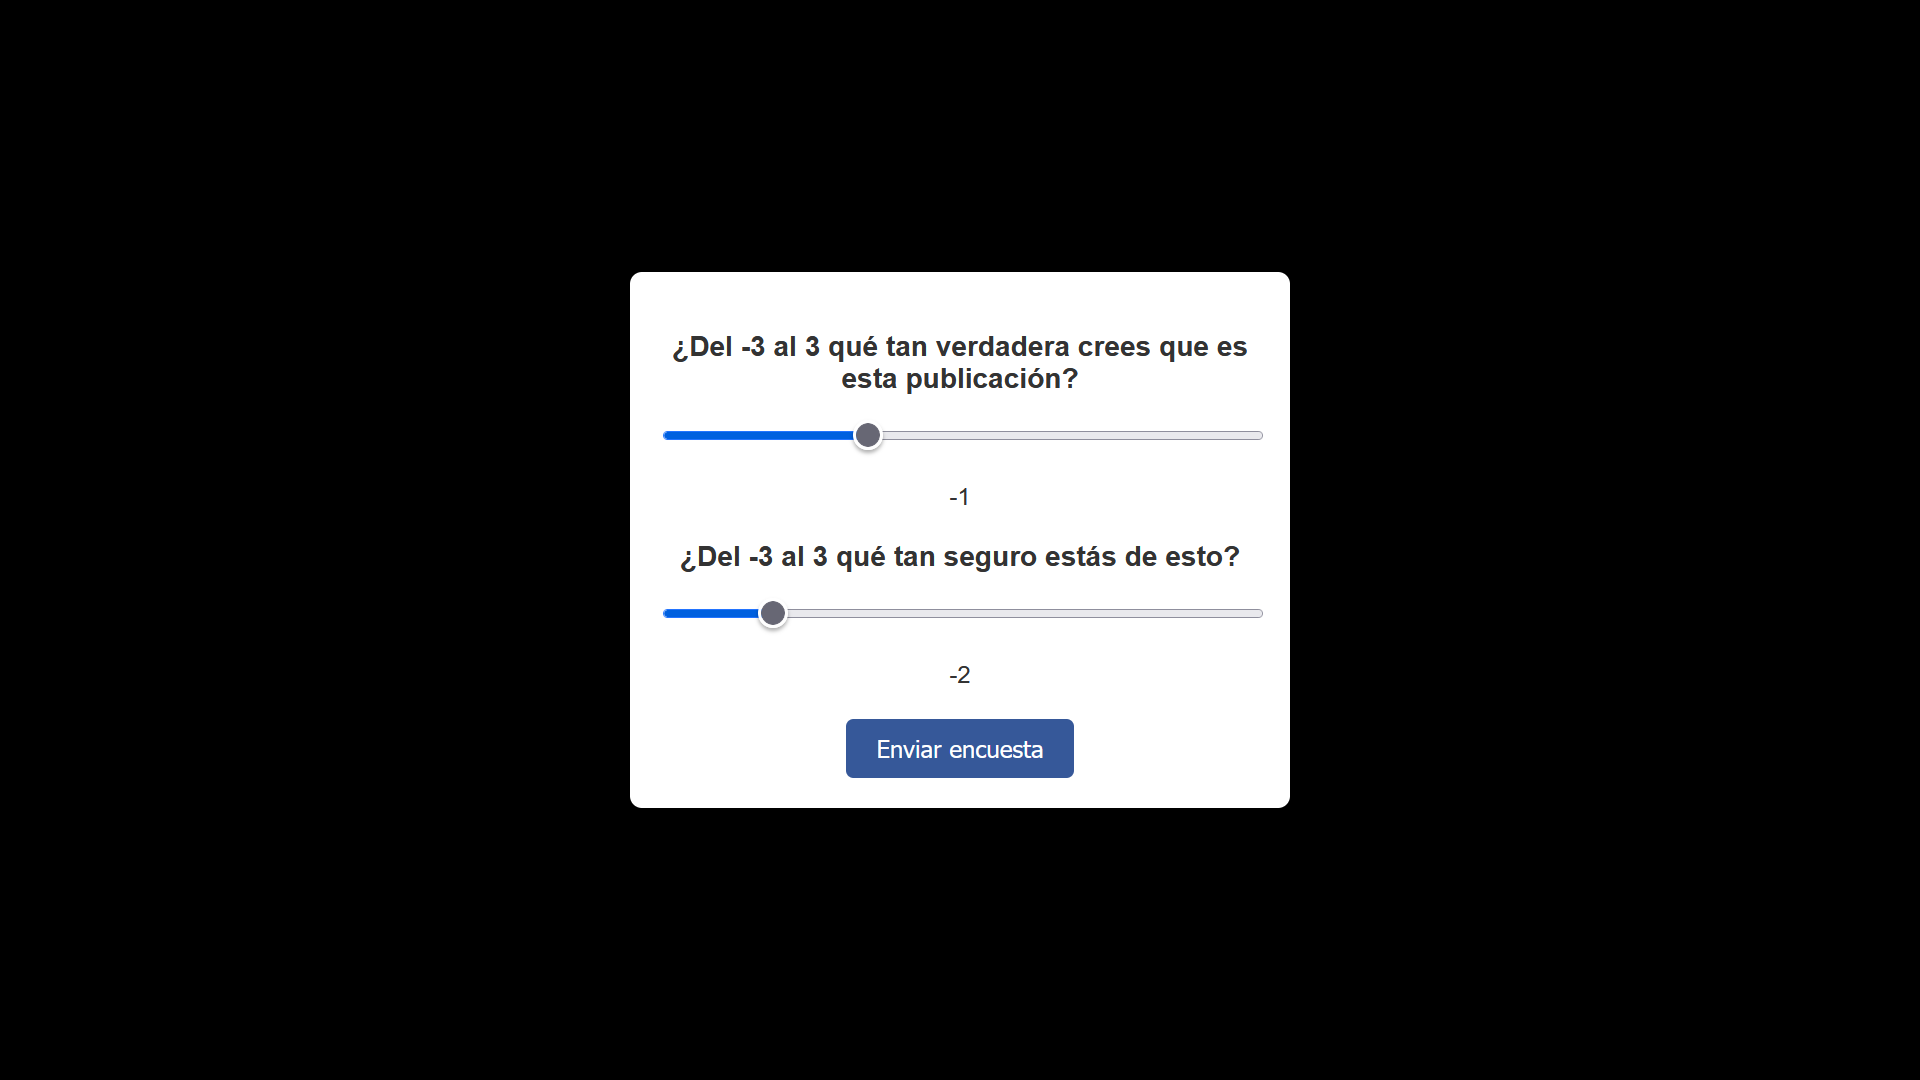 ¿Del -3 al 3 qué tan verdadera crees que es
esta publicación?
-1
¿Del -3 al 3 qué tan seguro estás de esto?
-2
Enviar encuesta